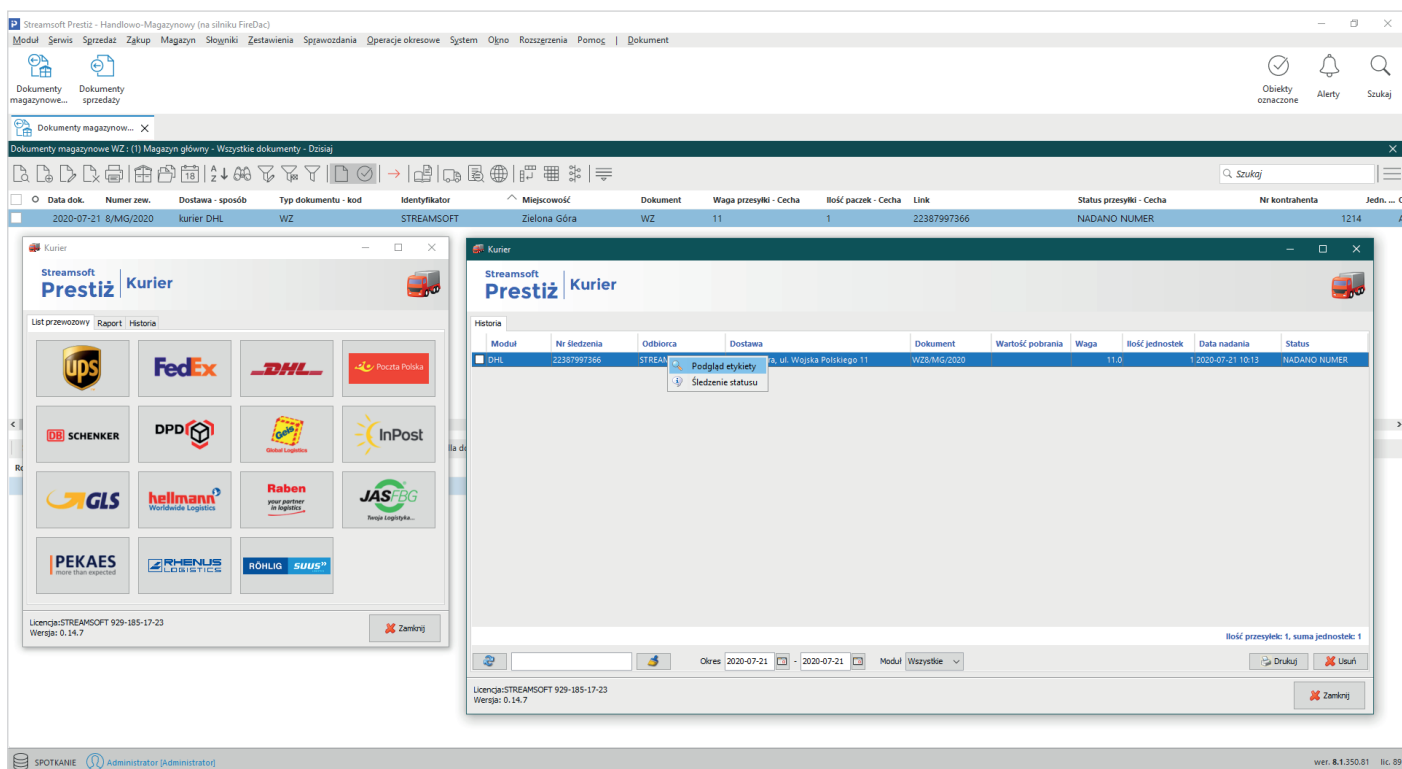 Streamsoft Prestiż - Handlowo-Magazynowy (na silniku FireDac)
Moduł Serwis Sprzedaż Zakup Magazyn Słowniki Zestawienia Sprawozdania Operacje okresowe System Okno Rozszerzenia Pomoc | Dokument
Dokumenty magazynowe...
Dokumenty sprzedaży
Obiekty oznaczone
Alerty
Szukaj
Dokumenty magazynow...
Dokumenty magazynowe WZ : (1) Magazyn główny - Wszystkie dokumenty - Dzisiaj
18
Szukaj
O Data dok. Numer zew. Dostawa - sposób Typ dokumentu - kod Identyfikator Miejscowość Dokument Waga przesyłki - Cecha Ilość paczek - Cecha Link Status przesyłki - Cecha Nr kontrahenta Jedn. ...
2020-07-21 8/MG/2020 kurier DHL WZ STREAMSOFT Zielona Góra WZ 11 1 22387997366 NADANO NUMER 1214
Kurier
Streamsoft
Prestiż Kurier
List przewozowy Raport Historia
ups
FedEx
DHL
Poczta Polska
DB SCHENKER
DPD
Geis
Global Logistics
InPost
GLS
hellmann
Worldwide Logistics
Raben
your partner
in logistics
JAS FBG
Twoja Logistyka...
PEKAES
more than expected
RHENUS
LOGISTICS
RÖHLIG SUUS
Licencja:STREAMSOFT 929-185-17-23
Wersja: 0.14.7
Zamknij
Kurier
Streamsoft
Prestiż Kurier
Historia
Moduł Nr śledzenia Odbiorca Dostawa Dokument Wartość pobrania Waga Ilość jednostek Data nadania Status
DHL 22387997366 ul. Wojska Polskiego 11 WZ8/MG/2020 11.0 1 2020-07-21 10:13 NADANO NUMER
Podgląd etykiety
Śledzenie statusu
Ilość przesyłek: 1, suma jednostek: 1
Okres 2020-07-21 - 2020-07-21 Moduł Wszystkie Drukuj Usuń
Licencja:STREAMSOFT 929-185-17-23
Wersja: 0.14.7
Zamknij
SPOTKANIE Administrator [Administrator] wer. 8.1.350.81 lic. 89